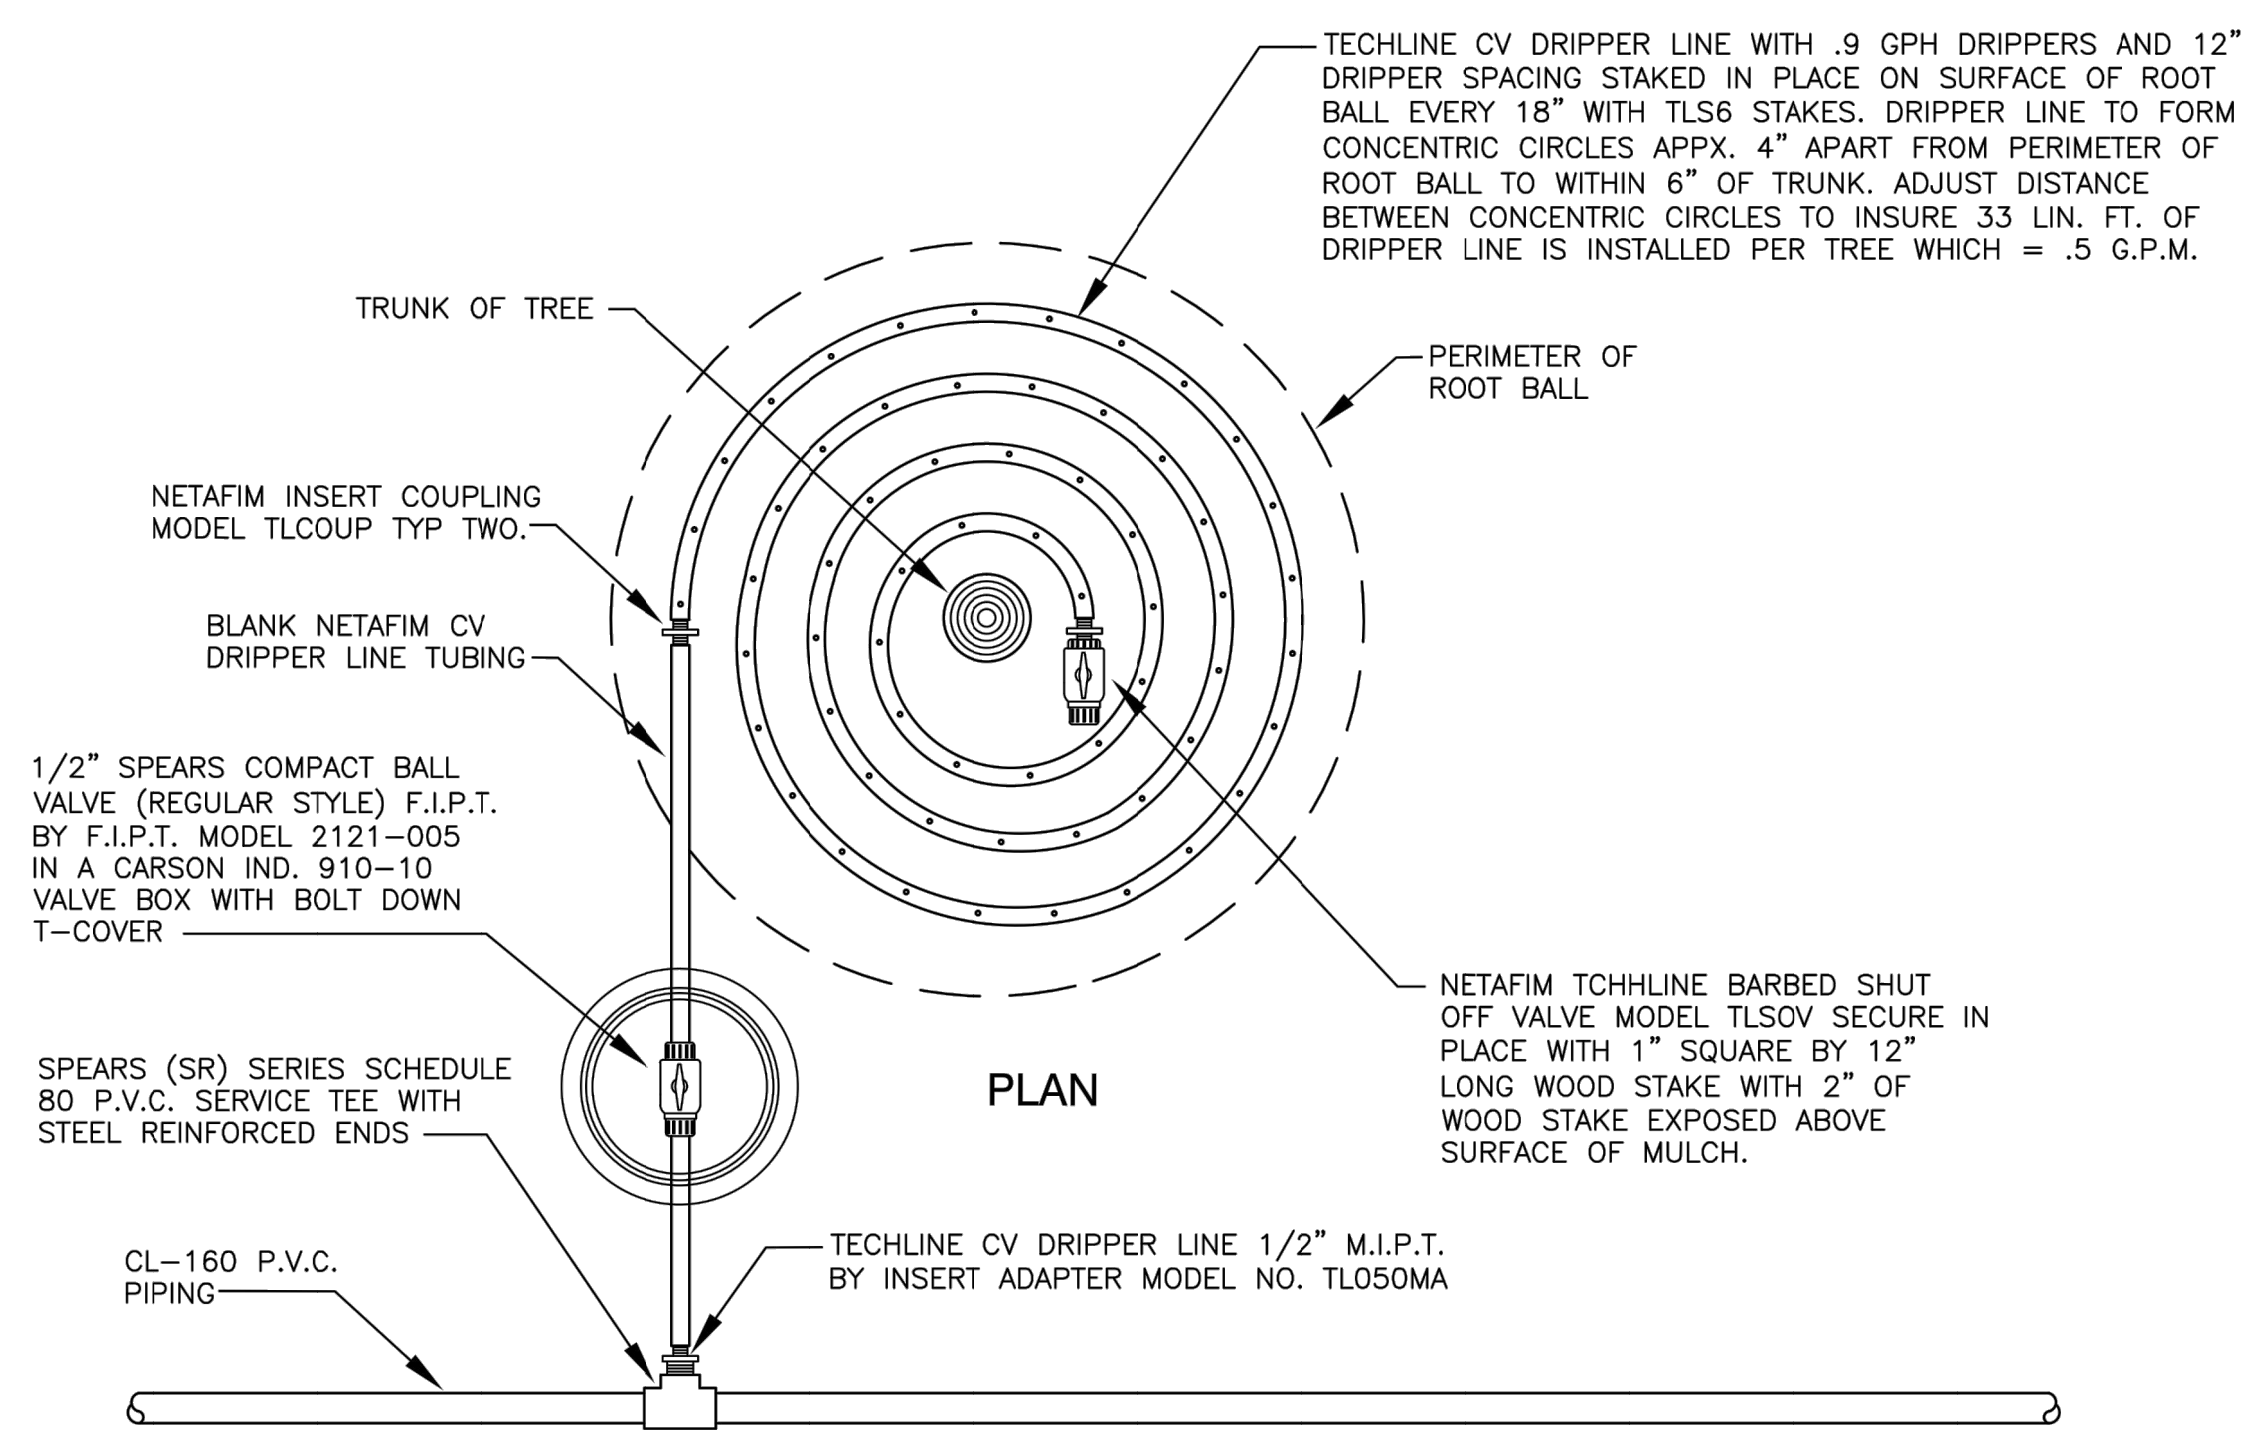 TECHLINE CV DRIPPER LINE WITH .9 GPH DRIPPERS AND 12”
DRIPPER SPACING STAKED IN PLACE ON SURFACE OF ROOT
BALL EVERY 18” WITH TLS6 STAKES. DRIPPER LINE TO FORM
CONCENTRIC CIRCLES APPX. 4” APART FROM PERIMETER OF
ROOT BALL TO WITHIN 6” OF TRUNK. ADJUST DISTANCE
BETWEEN CONCENTRIC CIRCLES TO INSURE 33 LIN. FT. OF
DRIPPER LINE IS INSTALLED PER TREE WHICH = .5 G.P.M.
TRUNK OF TREE
PERIMETER OF
ROOT BALL
NETAFIM INSERT COUPLING
MODEL TLCOUP TYP TWO.
BLANK NETAFIM CV
DRIPPER LINE TUBING
1/2” SPEARS COMPACT BALL
VALVE (REGULAR STYLE) F.I.P.T.
BY F.I.P.T. MODEL 2121-005
IN A CARSON IND. 910-10
VALVE BOX WITH BOLT DOWN
T-COVER
NETAFIM TCHHLINE BARBED SHUT
OFF VALVE MODEL TLSOV SECURE IN
PLACE WITH 1” SQUARE BY 12”
LONG WOOD STAKE WITH 2” OF
WOOD STAKE EXPOSED ABOVE
SURFACE OF MULCH.
PLAN
SPEARS (SR) SERIES SCHEDULE
80 P.V.C. SERVICE TEE WITH
STEEL REINFORCED ENDS
TECHLINE CV DRIPPER LINE 1/2” M.I.P.T.
BY INSERT ADAPTER MODEL NO. TL050MA
CL-160 P.V.C.
PIPING